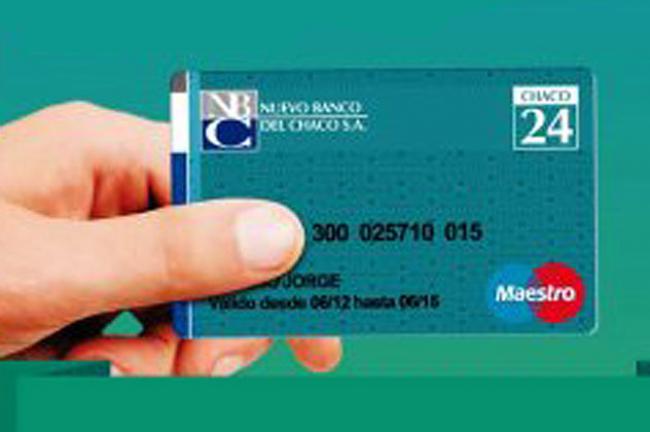 NBC
NUEVO BANCO
DEL CHACO S.A.
CHACO
24
300 025710 015
/JORGE
Válido desde 06/12 hasta 06/16
Maestro